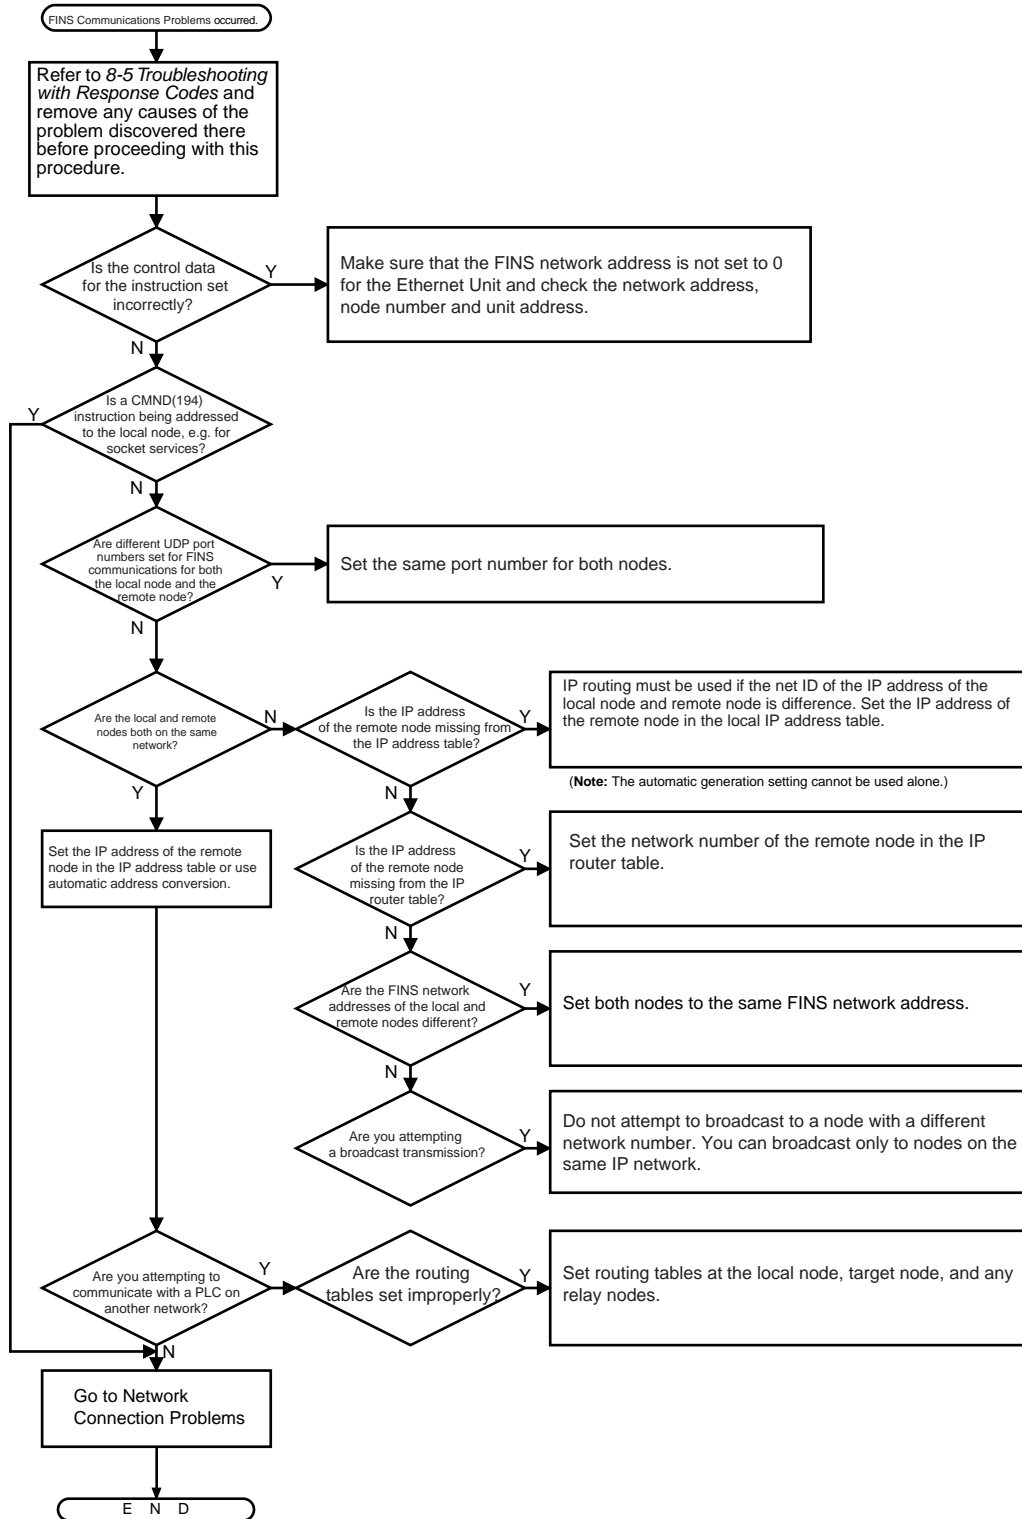 FINS Communications Problems occurred.
Refer to 8-5 Troubleshooting
with Response Codes and
remove any causes of the
problem discovered there
before proceeding with this
procedure.
Is the control data
for the instruction set
incorrectly?
Y
Make sure that the FINS network address is not set to 0
for the Ethernet Unit and check the network address,
node number and unit address.
N
Is a CMND(194)
instruction being addressed
to the local node, e.g. for
socket services?
Y
N
Are different UDP port
numbers set for FINS
communications for both
the local node and the
remote node?
Y
Set the same port number for both nodes.
N
Are the local and remote
nodes both on the same
network?
N
Is the IP address
of the remote node missing from
the IP address table?
Y
IP routing must be used if the net ID of the IP address of the
local node and remote node is difference. Set the IP address of
the remote node in the local IP address table.
(Note: The automatic generation setting cannot be used alone.)
Y
N
Set the IP address of the remote
node in the IP address table or use
automatic address conversion.
Is the IP address
of the remote node
missing from the IP
router table?
Y
Set the network number of the remote node in the IP
router table.
N
Are the FINS network
addresses of the local and
remote nodes different?
Y
Set both nodes to the same FINS network address.
N
Are you attempting
a broadcast transmission?
Y
Do not attempt to broadcast to a node with a different
network number. You can broadcast only to nodes on the
same IP network.
Are you attempting to
communicate with a PLC on
another network?
Y
Are the routing
tables set improperly?
Y
Set routing tables at the local node, target node, and any
relay nodes.
N
Go to Network
Connection Problems
E N D